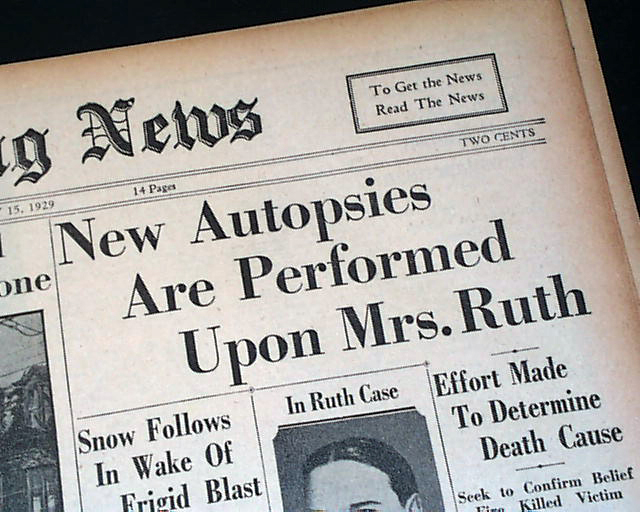 News
To Get the News
Read The News
TWO CENTS
14 Pages
15, 1929
New Autopsies
Are Performed
Upon Mrs. Ruth
Snow Follows
In Wake Of
Frigid Blast
In Ruth Case
Effort Made
To Determine
Death Cause
Seek to Confirm Belief
Fire Killed Victim